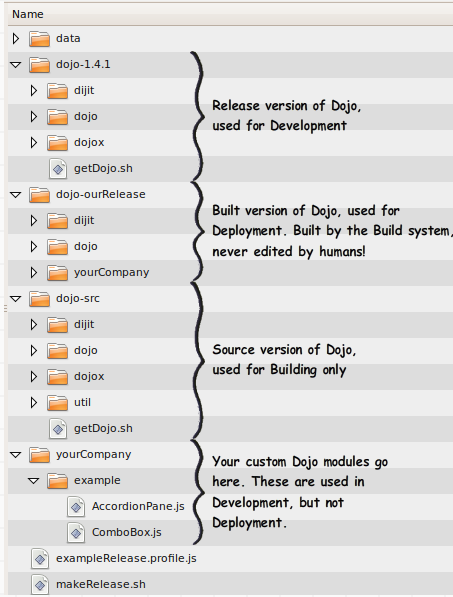 Name
data
dojo-1.4.1
dijit
dojo
dojox
getDojo.sh
Release version of Dojo,
used for Development
dojo-ourRelease
dijit
dojo
yourCompany
Built version of Dojo, used for
Deployment. Built by the Build system,
never edited by humans!
dojo-src
dijit
dojo
dojox
util
getDojo.sh
Source version of Dojo,
used for Building only
yourCompany
example
AccordionPane.js
ComboBox.js
Your custom Dojo modules go
here. These are used in
Development, but not
Deployment.
exampleRelease.profile.js
makeRelease.sh